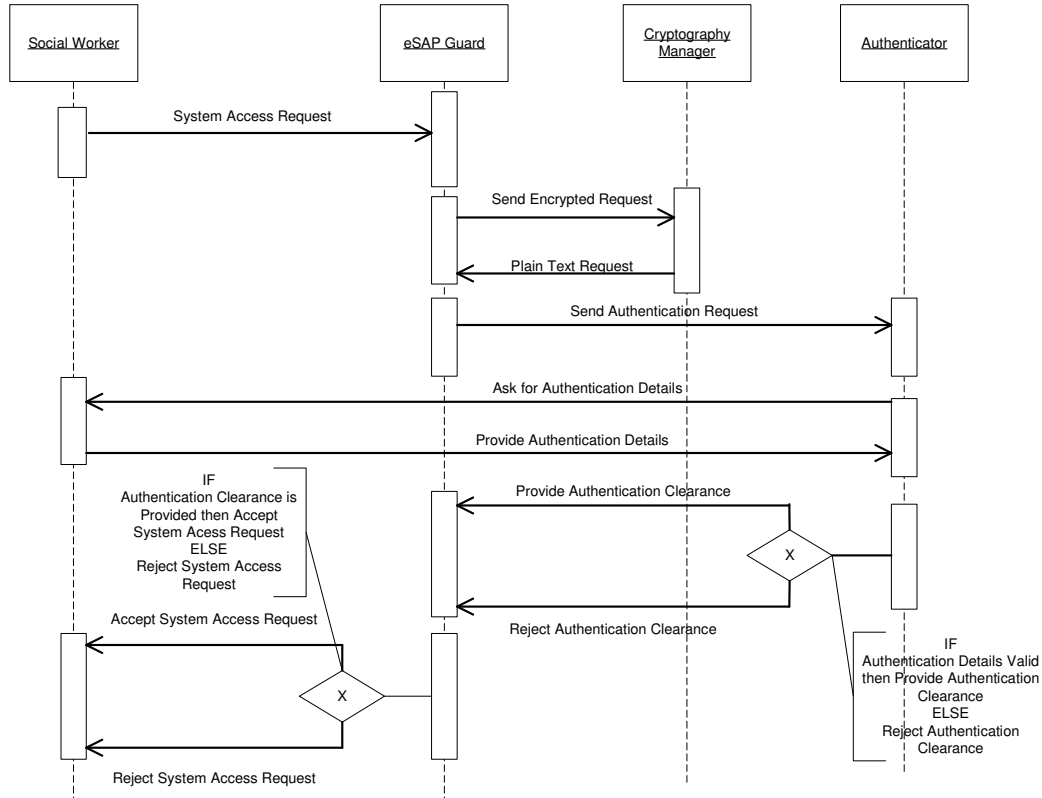 Social Worker
eSAP Guard
Cryptography
Manager
Authenticator
System Access Request
Send Encrypted Request
Plain Text Request
Send Authentication Request
Ask for Authentication Details
Provide Authentication Details
IF
Authentication Clearance is
Provided then Accept
System Acess Request
ELSE
Reject System Access
Request
Provide Authentication Clearance
X
Reject Authentication Clearance
Accept System Access Request
X
Reject System Access Request
IF
Authentication Details Valid
then Provide Authentication
Clearance
ELSE
Reject Authentication
Clearance